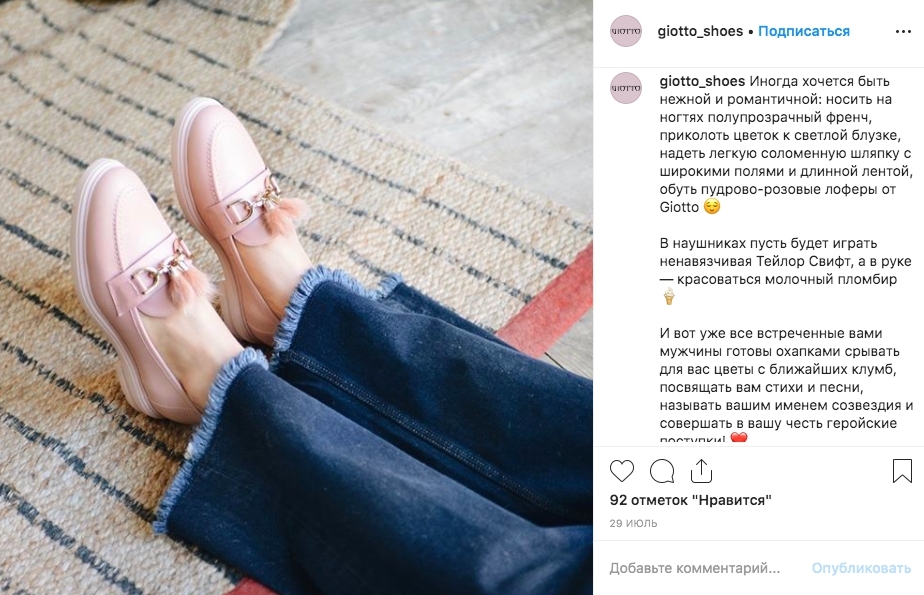 giotto_shoes • Подписаться
GIOTTO
GIOTTO
giotto_shoes Иногда хочется быть
нежной и романтичной: носить на
ногтях полупрозрачный френч,
приколоть цветок к светлой блузке,
надеть легкую соломенную шляпку с
широкими полями и длинной лентой,
обуть пудрово-розовые лоферы от
Giotto 😌
В наушниках пусть будет играть
ненавязчивая Тейлор Свифт, а в руке
— красоваться молочный пломбир
🍦
И вот уже все встреченные вами
мужчины готовы охапками срывать
для вас цветы с ближайших клумб,
посвящать вам стихи и песни,
называть вашим именем созвездия и
совершать в вашу честь геройские
поступки! ❤️
92 отметок "Нравится"
29 ИЮЛЬ
Добавьте комментарий... Опубликовать